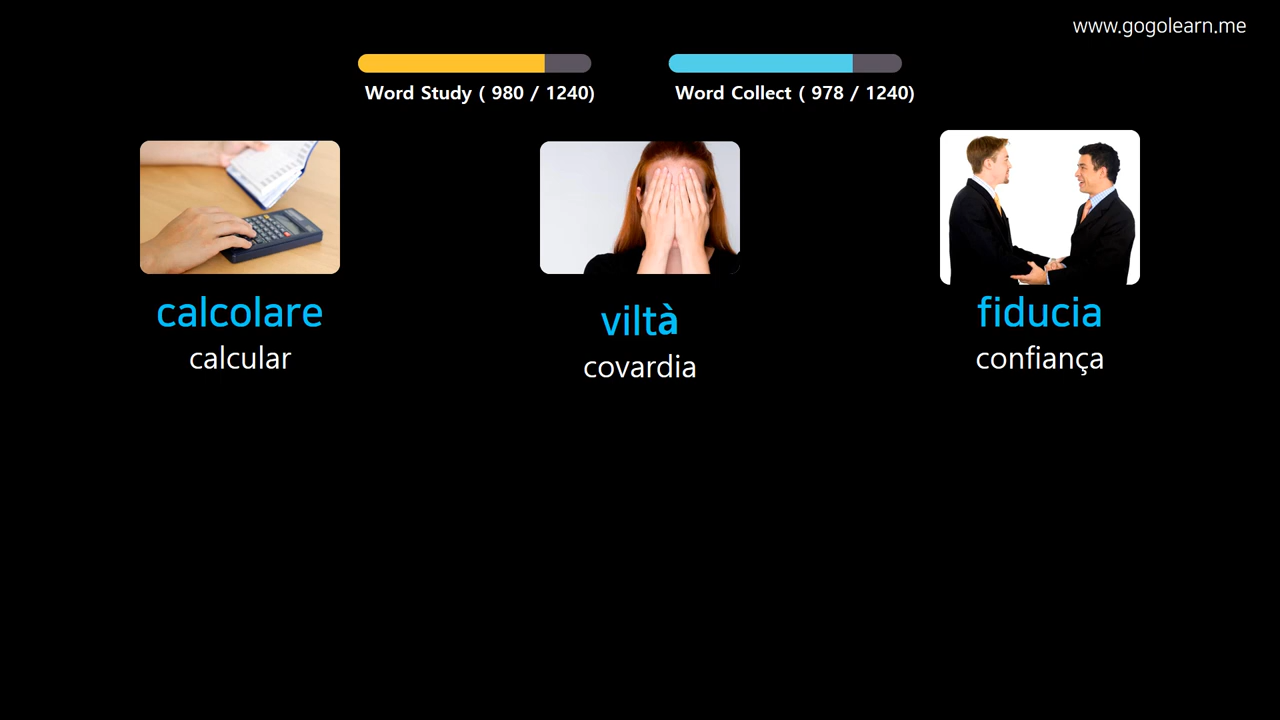 www.gogolearn.me
Word Study ( 980 / 1240)
Word Collect ( 978 / 1240)
calcolare
calcular
viltà
covardia
fiducia
confiança